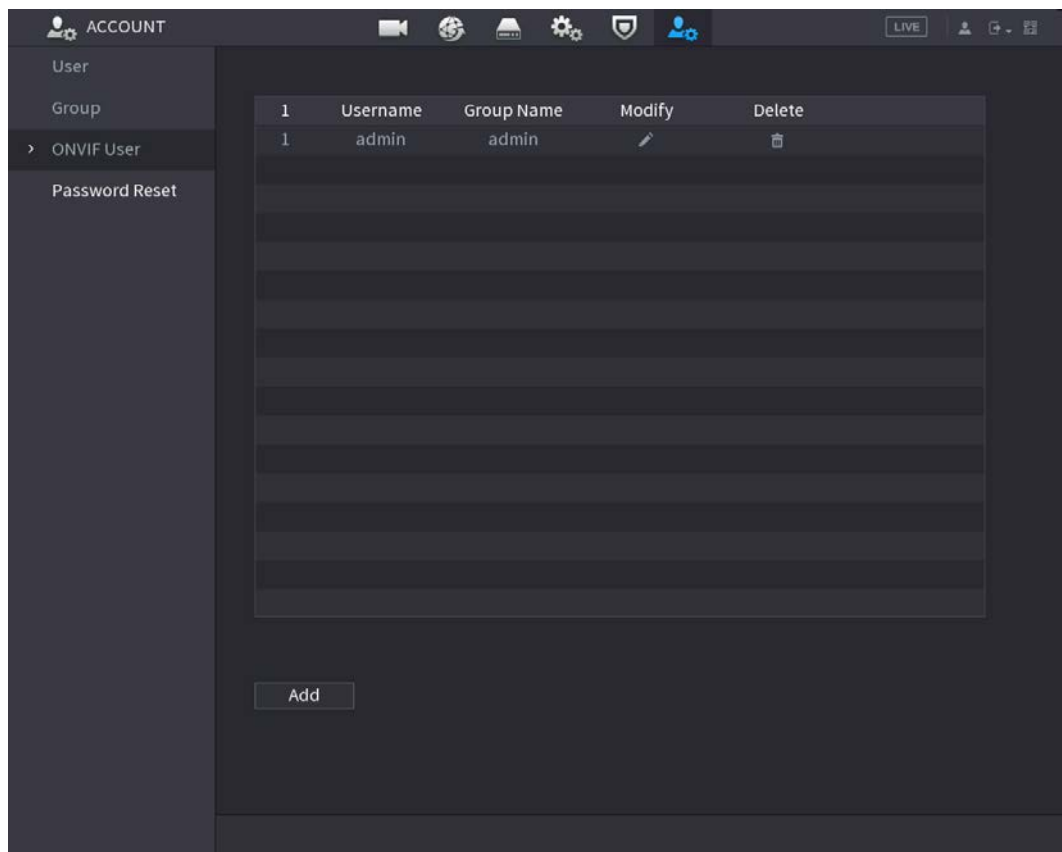 ACCOUNT LIVE
User
Group
ONVIF User
Password Reset
1 Username Group Name Modify Delete
1 admin admin
Add